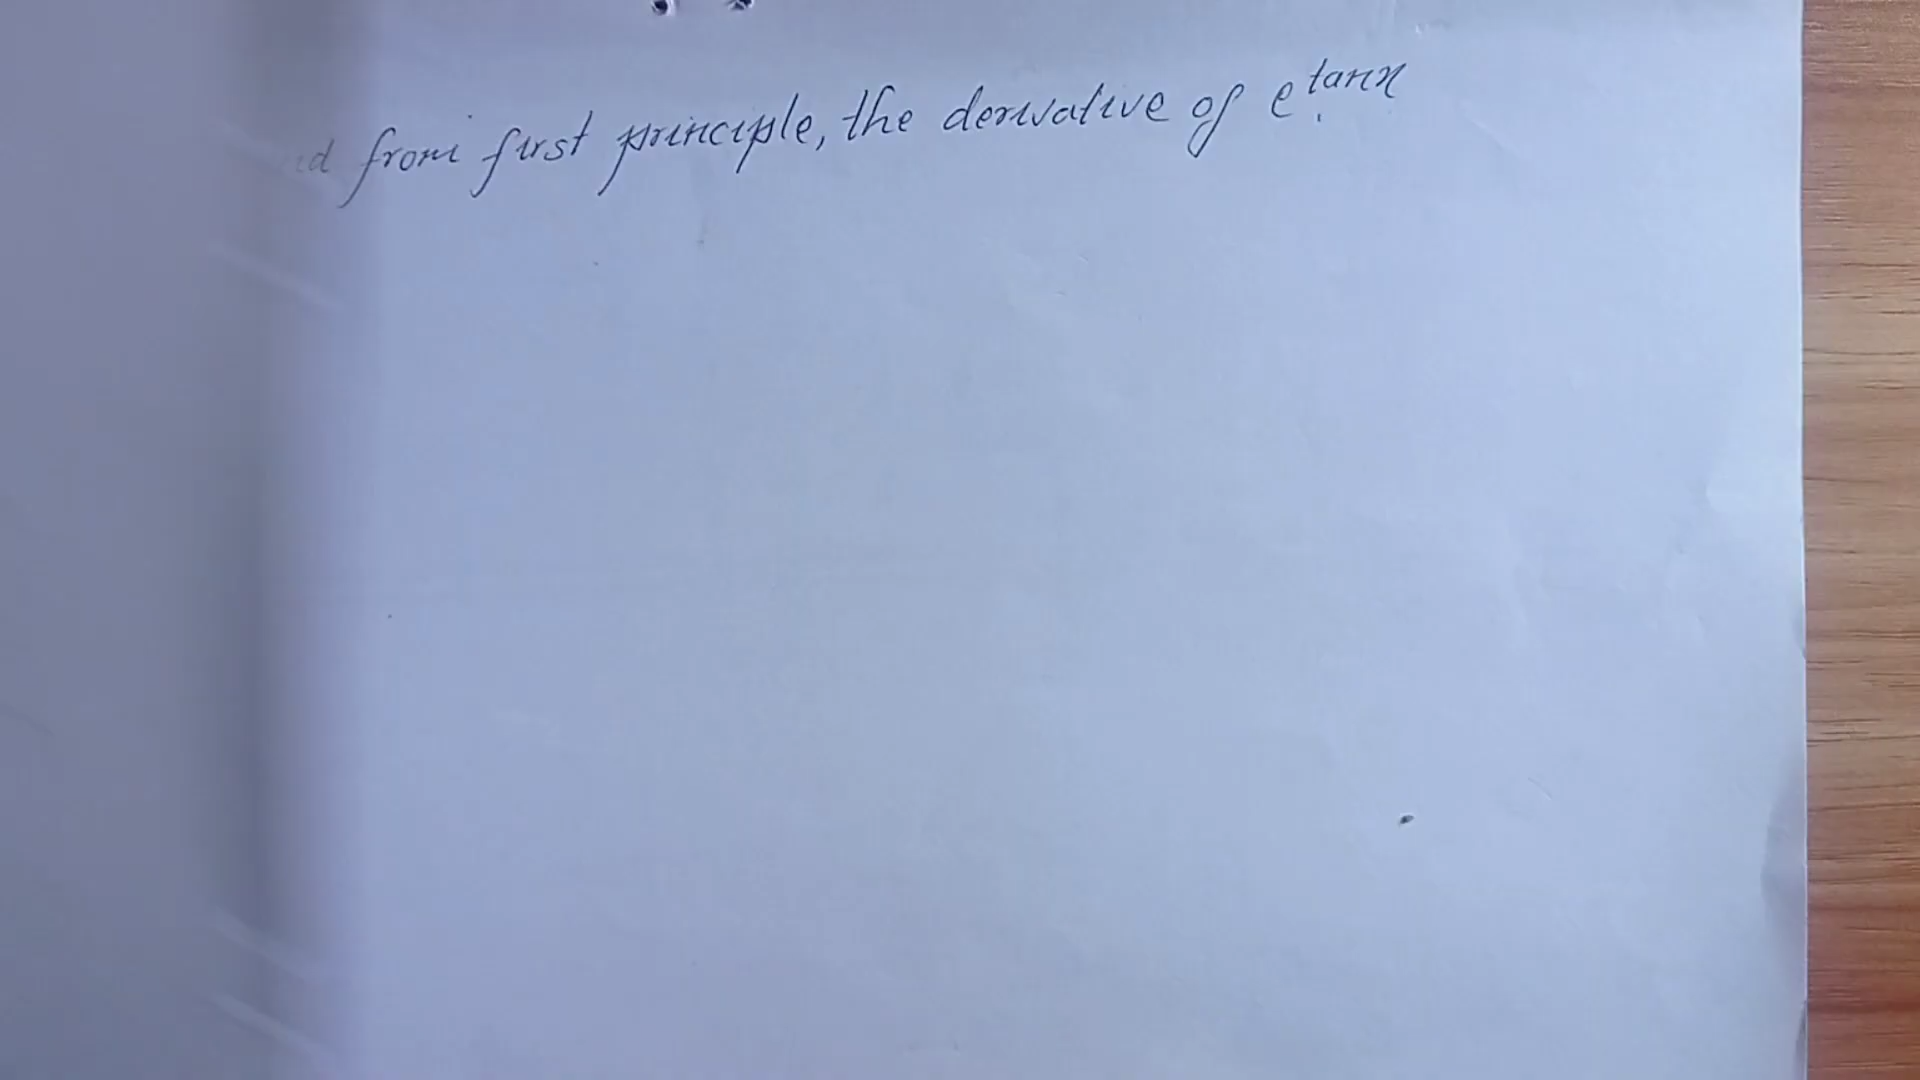 from first principle, the derivative of e^tanx.